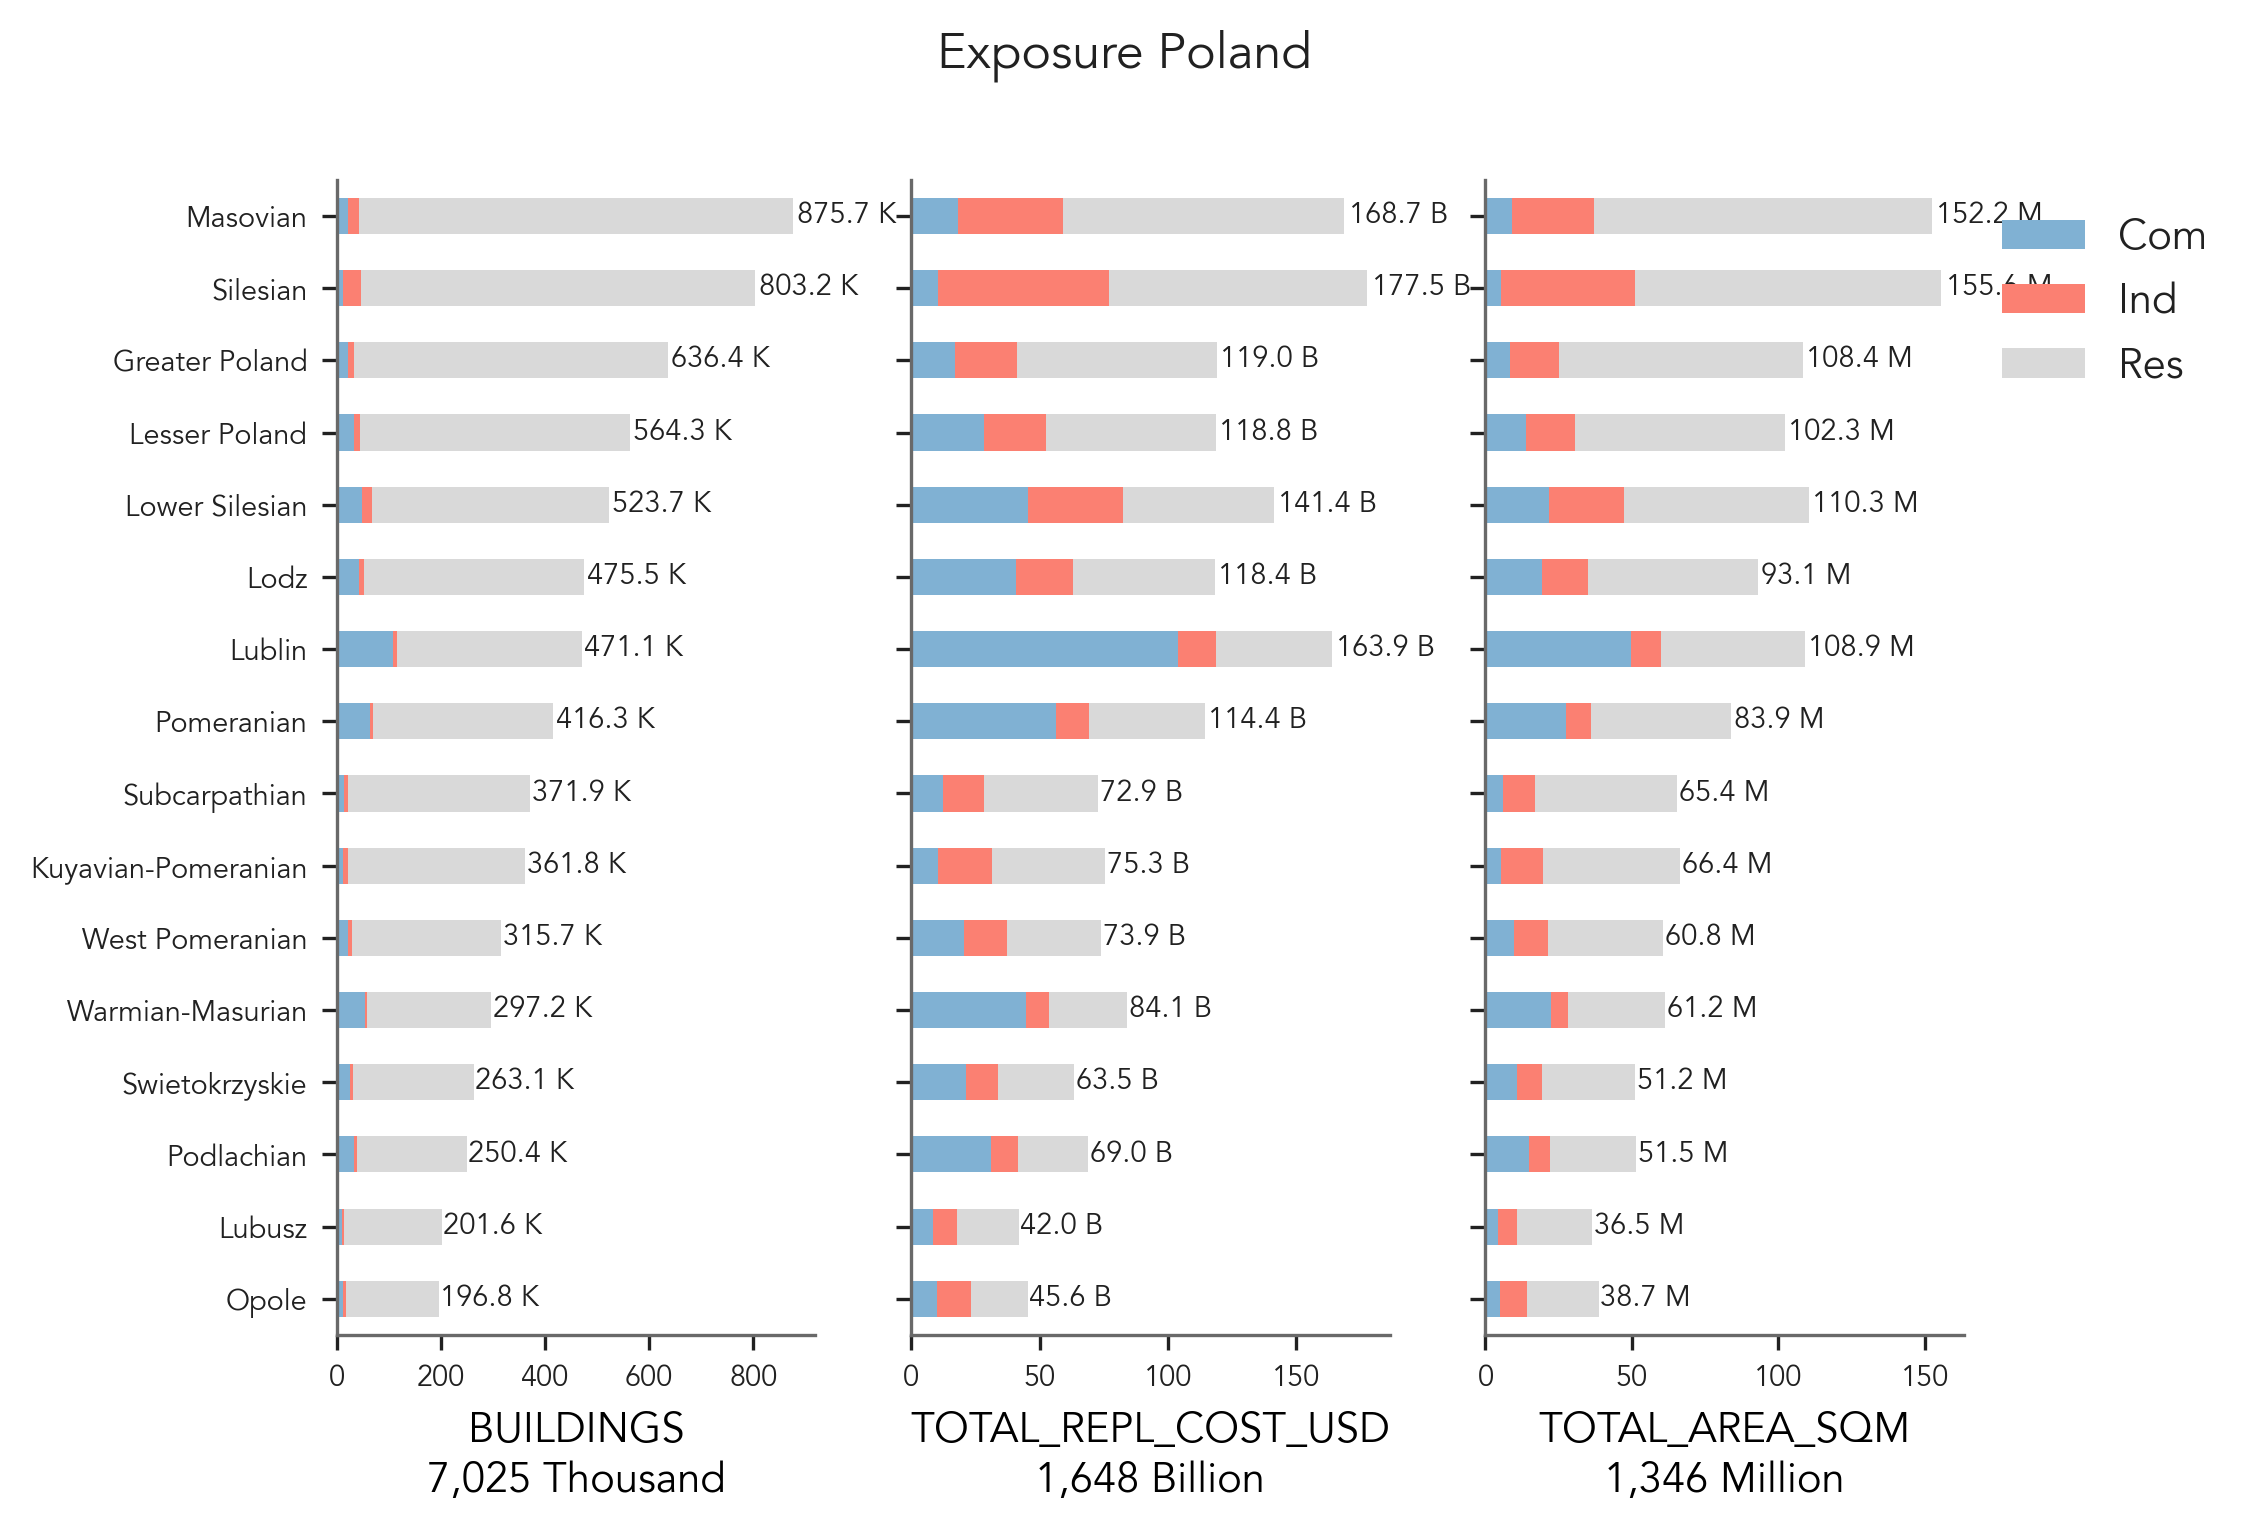 Exposure Poland
Masovian 875.7 K 168.7 B 152.2 M
Com
Silesian 803.2 K 177.5 B 155.6 M
Ind
Greater Poland 636.4 K 119.0 B 108.4 M
Res
Lesser Poland 564.3 K 118.8 B 102.3 M
Lower Silesian 523.7 K 141.4 B 110.3 M
Lodz 475.5 K 118.4 B 93.1 M
Lublin 471.1 K 163.9 B 108.9 M
Pomeranian 416.3 K 114.4 B 83.9 M
Subcarpathian 371.9 K 72.9 B 65.4 M
Kuyavian-Pomeranian 361.8 K 75.3 B 66.4 M
West Pomeranian 315.7 K 73.9 B 60.8 M
Warmian-Masurian 297.2 K 84.1 B 61.2 M
Swietokrzyskie 263.1 K 63.5 B 51.2 M
Podlachian 250.4 K 69.0 B 51.5 M
Lubusz 201.6 K 42.0 B 36.5 M
Opole 196.8 K 45.6 B 38.7 M
0 200 400 600 800 0 50 100 150 0 50 100 150
BUILDINGS TOTAL_REPL_COST_USD TOTAL_AREA_SQM
7,025 Thousand 1,648 Billion 1,346 Million